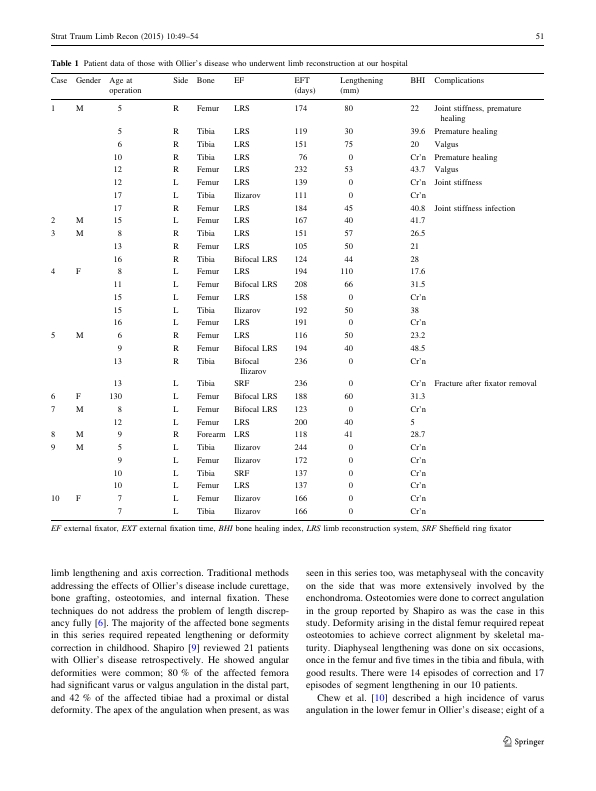 Strat Traum Limb Recon (2015) 10:49–54 51
Table 1 Patient data of those with Ollier's disease who underwent limb reconstruction at our hospital
Case Gender Age at operation Side Bone EF EFT (days) Lengthening (mm) BHI Complications
1 M 5 R Femur LRS 174 80 22 Joint stiffness, premature healing
5 R Tibia LRS 119 30 39.6 Premature healing
6 R Tibia LRS 151 75 20 Valgus
10 R Tibia LRS 76 0 Cr'n Premature healing
12 R Femur LRS 232 53 43.7 Valgus
12 L Femur LRS 139 0 Cr'n Joint stiffness
17 L Tibia Ilizarov 111 0 Cr'n
17 R Femur LRS 184 45 40.8 Joint stiffness infection
2 M 15 L Femur LRS 167 40 41.7
3 M 8 R Tibia LRS 151 57 26.5
13 R Femur LRS 105 50 21
16 R Tibia Bifocal LRS 124 44 28
4 F 8 L Femur LRS 194 110 17.6
11 L Femur Bifocal LRS 208 66 31.5
15 L Femur LRS 158 0 Cr'n
15 L Tibia Ilizarov 192 50 38
16 L Femur LRS 191 0 Cr'n
5 M 6 R Femur LRS 116 50 23.2
9 R Femur Bifocal LRS 194 40 48.5
13 R Tibia Bifocal Ilizarov 236 0 Cr'n
13 L Tibia SRF 236 0 Cr'n Fracture after fixator removal
6 F 130 L Femur Bifocal LRS 188 60 31.3
7 M 8 L Femur Bifocal LRS 123 0 Cr'n
12 L Femur LRS 200 40 5
8 M 9 R Forearm LRS 118 41 28.7
9 M 5 L Tibia Ilizarov 244 0 Cr'n
9 L Femur Ilizarov 172 0 Cr'n
10 L Tibia SRF 137 0 Cr'n
10 L Femur LRS 137 0 Cr'n
10 F 7 L Femur Ilizarov 166 0 Cr'n
7 L Tibia Ilizarov 166 0 Cr'n
EF external fixator, EXT external fixation time, BHI bone healing index, LRS limb reconstruction system, SRF Sheffield ring fixator
limb lengthening and axis correction. Traditional methods
addressing the effects of Ollier's disease include curettage,
bone grafting, osteotomies, and internal fixation. These
techniques do not address the problem of length discrep-
ancy fully [6]. The majority of the affected bone segments
in this series required repeated lengthening or deformity
correction in childhood. Shapiro [9] reviewed 21 patients
with Ollier's disease retrospectively. He showed angular
deformities were common; 80 % of the affected femora
had significant varus or valgus angulation in the distal part,
and 42 % of the affected tibiae had a proximal or distal
deformity. The apex of the angulation when present, as was
seen in this series too, was metaphyseal with the concavity
on the side that was more extensively involved by the
enchondroma. Osteotomies were done to correct angulation
in the group reported by Shapiro as was the case in this
study. Deformity arising in the distal femur required repeat
osteotomies to achieve correct alignment by skeletal ma-
turity. Diaphyseal lengthening was done on six occasions,
once in the femur and five times in the tibia and fibula, with
good results. There were 14 episodes of correction and 17
episodes of segment lengthening in our 10 patients.
Chew et al. [10] described a high incidence of varus
angulation in the lower femur in Ollier's disease; eight of a
Springer